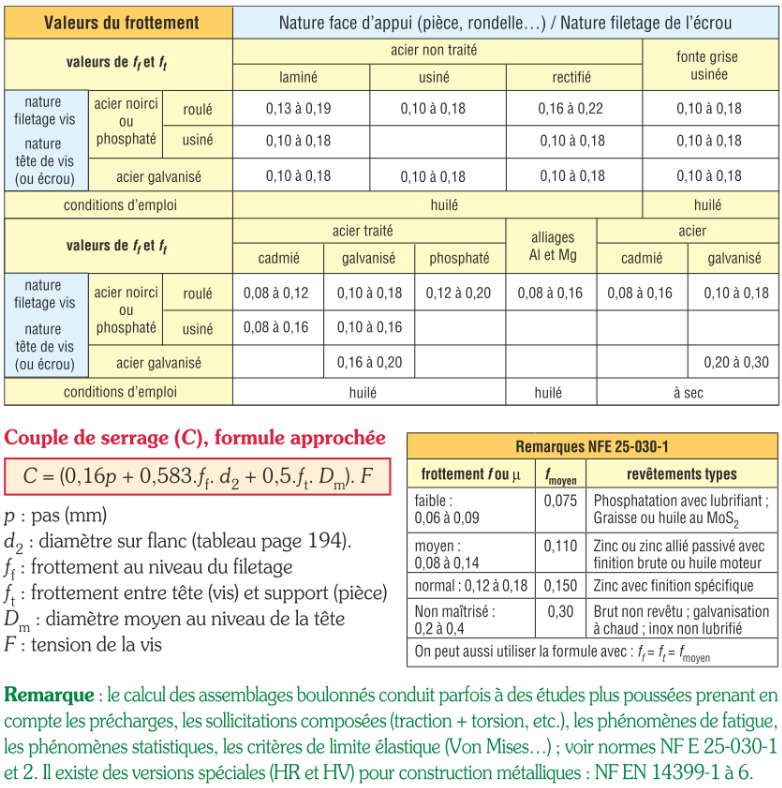 Valeurs du frottement Nature face d'appui (pièce, rondelle…) / Nature filetage de l'écrou
valeurs de ff et ft acier non traité fonte grise usinée
laminé usiné rectifié
nature filetage vis nature tête de vis (ou écrou) acier noirci ou phosphaté roulé 0,13 à 0,19 0,10 à 0,18 0,16 à 0,22 0,10 à 0,18
usiné 0,10 à 0,18 0,10 à 0,18 0,10 à 0,18
acier galvanisé 0,10 à 0,18 0,10 à 0,18 0,10 à 0,18 0,10 à 0,18
conditions d'emploi huilé huilé
valeurs de ff et ft acier traité alliages Al et Mg acier
cadmié galvanisé phosphaté cadmié galvanisé
nature filetage vis nature tête de vis (ou écrou) acier noirci ou phosphaté roulé 0,08 à 0,12 0,10 à 0,18 0,12 à 0,20 0,08 à 0,16 0,08 à 0,16 0,10 à 0,18
usiné 0,08 à 0,16 0,10 à 0,16
acier galvanisé 0,16 à 0,20 0,20 à 0,30
conditions d'emploi huilé huilé à sec
Couple de serrage (C), formule approchée
C = (0,16p + 0,583.ff. d2 + 0,5.ft. Dm). F
p : pas (mm)
d2 : diamètre sur flanc (tableau page 194).
ff : frottement au niveau du filetage
ft : frottement entre tête (vis) et support (pièce)
Dm : diamètre moyen au niveau de la tête
F : tension de la vis
Remarques NFE 25-030-1
frottement f ou μ fmoyen revêtements types
faible : 0,06 à 0,09 0,075 Phosphatation avec lubrifiant ; Graisse ou huile au MoS2
moyen : 0,08 à 0,14 0,110 Zinc ou zinc allié passivé avec finition brute ou huile moteur
normal : 0,12 à 0,18 0,150 Zinc avec finition spécifique
Non maîtrisé : 0,2 à 0,4 0,30 Brut non revêtu ; galvanisation à chaud ; inox non lubrifié
On peut aussi utiliser la formule avec : ff = ft = fmoyen
Remarque : le calcul des assemblages boulonnés conduit parfois à des études plus poussées prenant en
compte les précharges, les sollicitations composées (traction + torsion, etc.), les phénomènes de fatigue,
les phénomènes statistiques, les critères de limite élastique (Von Mises…) ; voir normes NF E 25-030-1
et 2. Il existe des versions spéciales (HR et HV) pour construction métalliques : NF EN 14399-1 à 6.